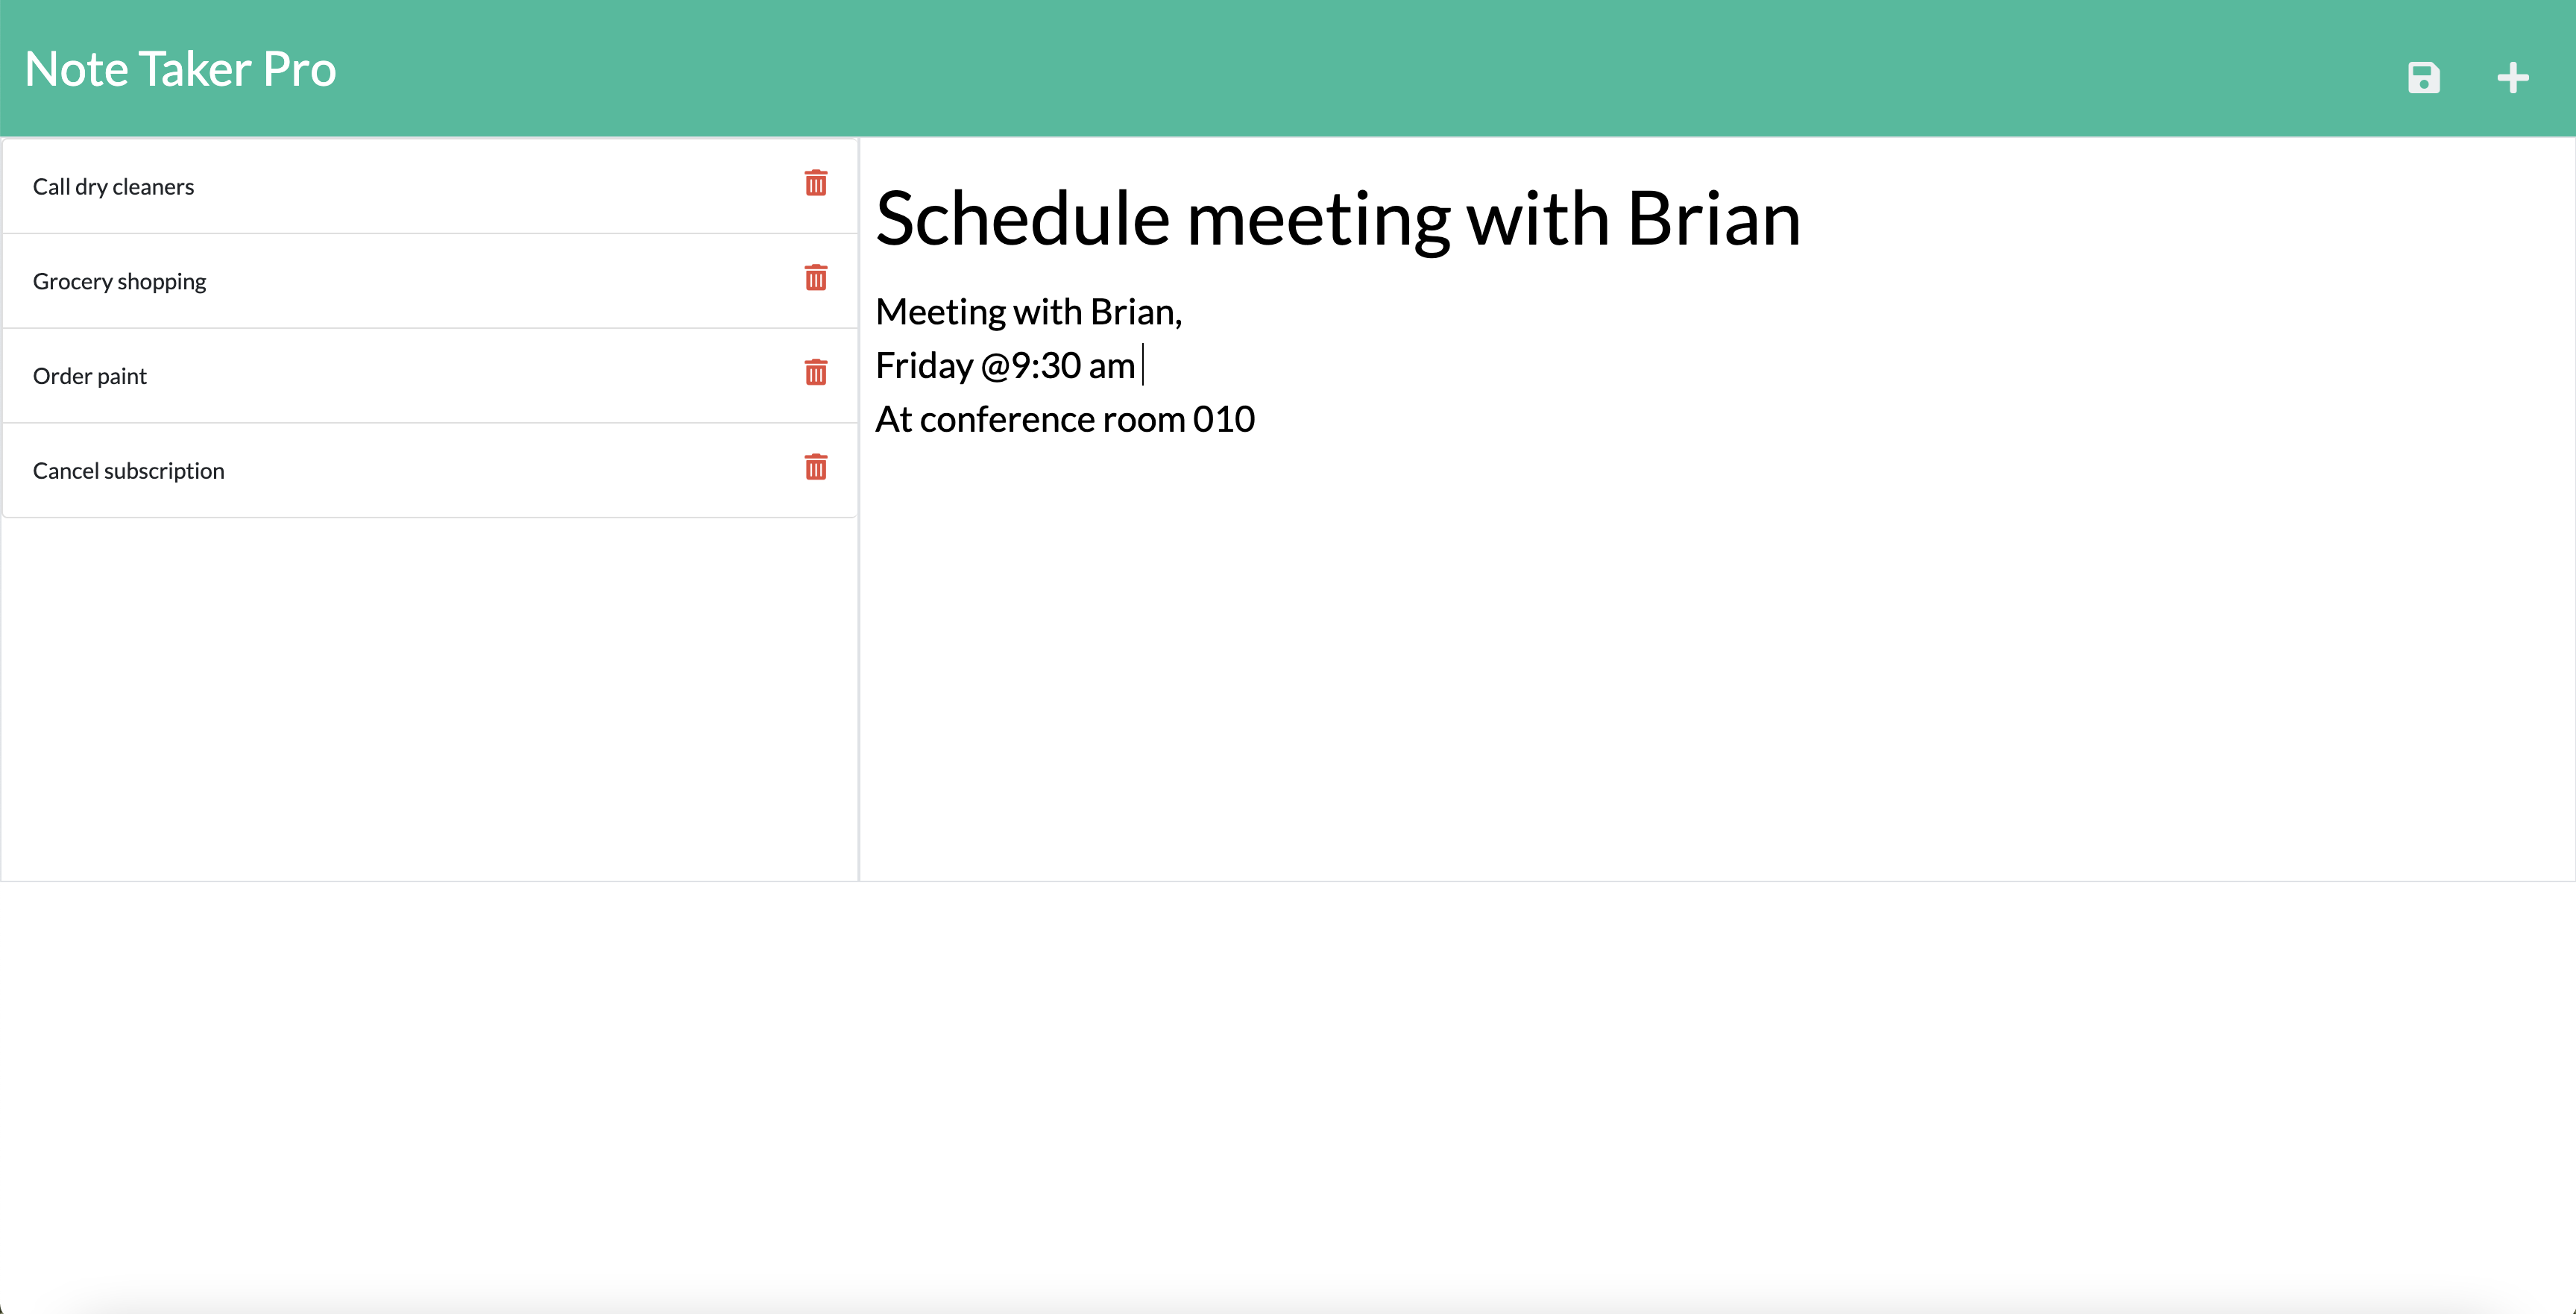 Note Taker Pro
Call dry cleaners
Grocery shopping
Order paint
Cancel subscription
Schedule meeting with Brian
Meeting with Brian,
Friday @9:30 am
At conference room 010